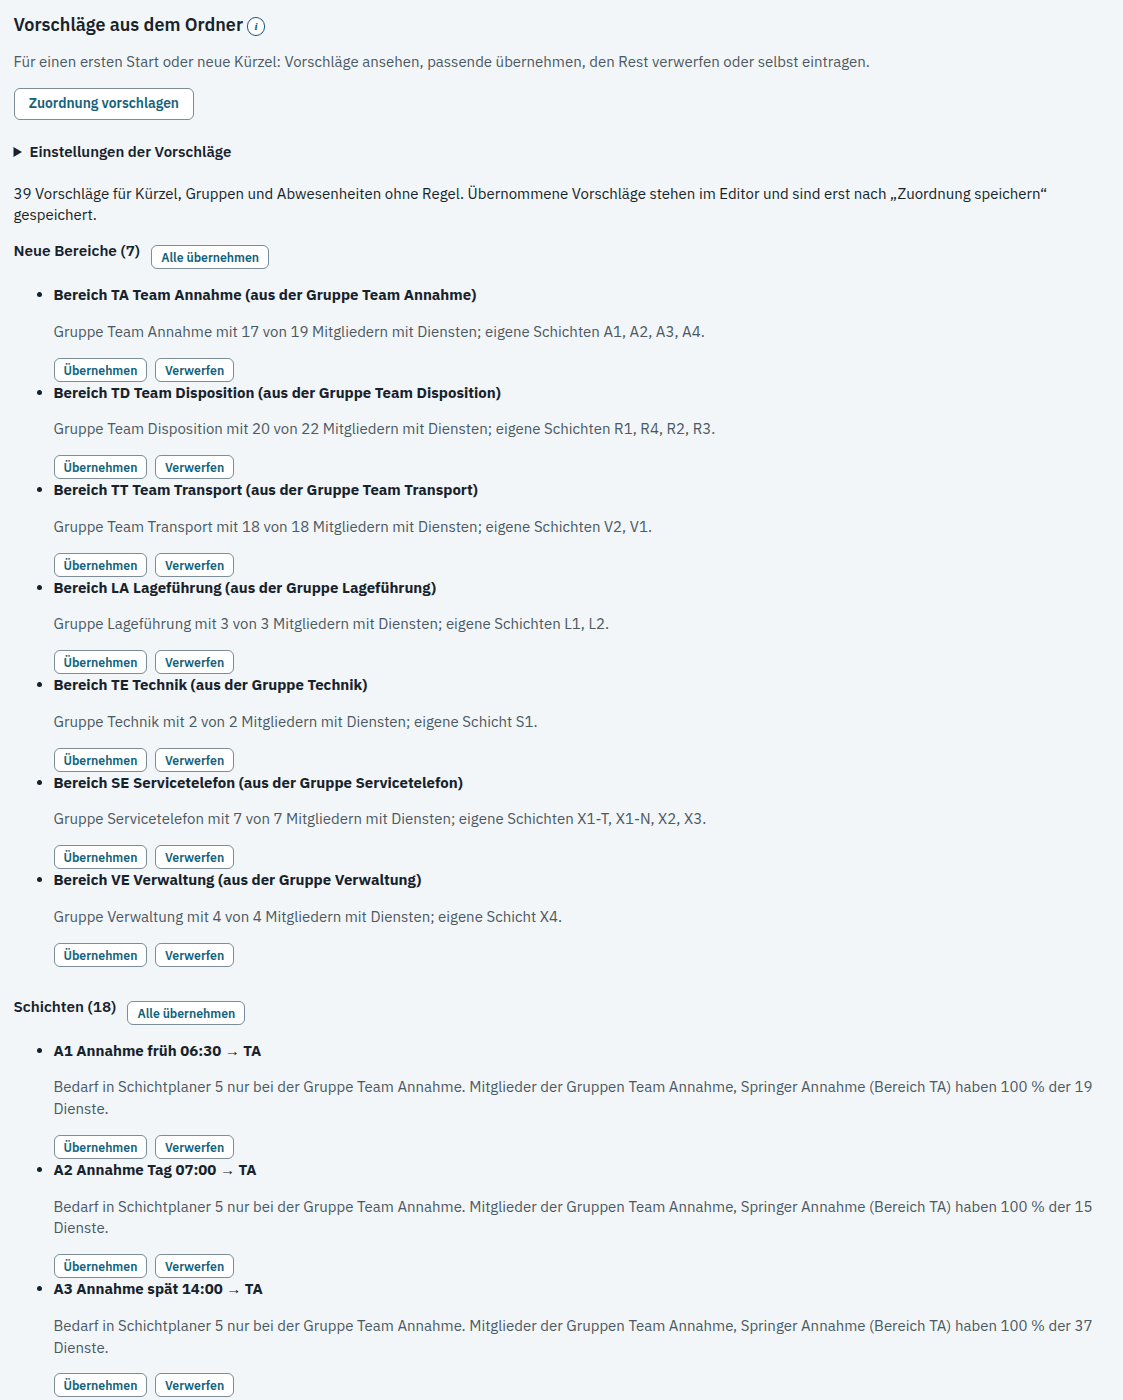 Vorschläge aus dem Ordner i
Für einen ersten Start oder neue Kürzel: Vorschläge ansehen, passende übernehmen, den Rest verwerfen oder selbst eintragen.
Zuordnung vorschlagen
▶ Einstellungen der Vorschläge
39 Vorschläge für Kürzel, Gruppen und Abwesenheiten ohne Regel. Übernommene Vorschläge stehen im Editor und sind erst nach „Zuordnung speichern“
gespeichert.
Neue Bereiche (7) Alle übernehmen
• Bereich TA Team Annahme (aus der Gruppe Team Annahme)
Gruppe Team Annahme mit 17 von 19 Mitgliedern mit Diensten; eigene Schichten A1, A2, A3, A4.
Übernehmen Verwerfen
• Bereich TD Team Disposition (aus der Gruppe Team Disposition)
Gruppe Team Disposition mit 20 von 22 Mitgliedern mit Diensten; eigene Schichten R1, R4, R2, R3.
Übernehmen Verwerfen
• Bereich TT Team Transport (aus der Gruppe Team Transport)
Gruppe Team Transport mit 18 von 18 Mitgliedern mit Diensten; eigene Schichten V2, V1.
Übernehmen Verwerfen
• Bereich LA Lageführung (aus der Gruppe Lageführung)
Gruppe Lageführung mit 3 von 3 Mitgliedern mit Diensten; eigene Schichten L1, L2.
Übernehmen Verwerfen
• Bereich TE Technik (aus der Gruppe Technik)
Gruppe Technik mit 2 von 2 Mitgliedern mit Diensten; eigene Schicht S1.
Übernehmen Verwerfen
• Bereich SE Servicetelefon (aus der Gruppe Servicetelefon)
Gruppe Servicetelefon mit 7 von 7 Mitgliedern mit Diensten; eigene Schichten X1-T, X1-N, X2, X3.
Übernehmen Verwerfen
• Bereich VE Verwaltung (aus der Gruppe Verwaltung)
Gruppe Verwaltung mit 4 von 4 Mitgliedern mit Diensten; eigene Schicht X4.
Übernehmen Verwerfen
Schichten (18) Alle übernehmen
• A1 Annahme früh 06:30 → TA
Bedarf in Schichtplaner 5 nur bei der Gruppe Team Annahme. Mitglieder der Gruppen Team Annahme, Springer Annahme (Bereich TA) haben 100 % der 19
Dienste.
Übernehmen Verwerfen
• A2 Annahme Tag 07:00 → TA
Bedarf in Schichtplaner 5 nur bei der Gruppe Team Annahme. Mitglieder der Gruppen Team Annahme, Springer Annahme (Bereich TA) haben 100 % der 15
Dienste.
Übernehmen Verwerfen
• A3 Annahme spät 14:00 → TA
Bedarf in Schichtplaner 5 nur bei der Gruppe Team Annahme. Mitglieder der Gruppen Team Annahme, Springer Annahme (Bereich TA) haben 100 % der 37
Dienste.
Übernehmen Verwerfen